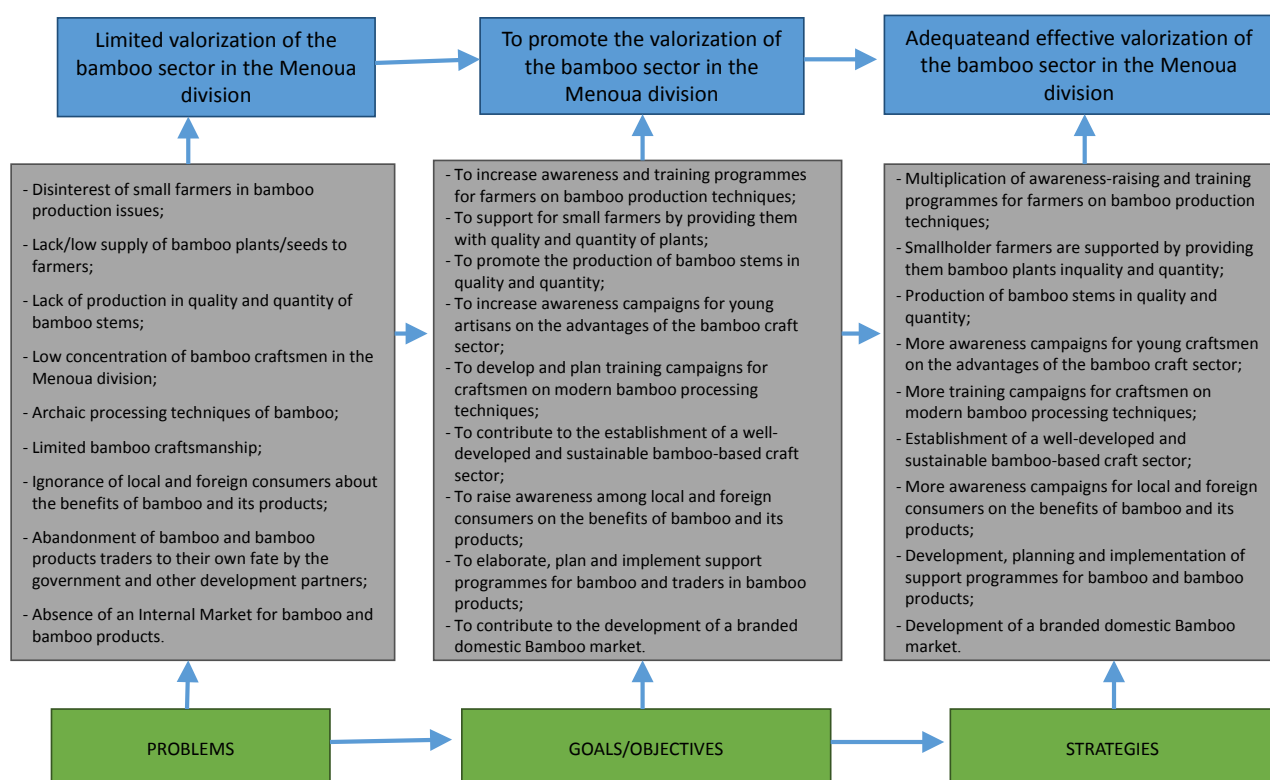 Limited valorization of the
bamboo sector in the Menoua
division
To promote the valorization of
the bamboo sector in the
Menoua division
Adequateand effective valorization of
the bamboo sector in the Menoua
division
- Disinterest of small farmers in bamboo
production issues;
- Lack/low supply of bamboo plants/seeds to
farmers;
- Lack of production in quality and quantity of
bamboo stems;
- Low concentration of bamboo craftsmen in the
Menoua division;
- Archaic processing techniques of bamboo;
- Limited bamboo craftsmanship;
- Ignorance of local and foreign consumers about
the benefits of bamboo and its products;
- Abandonment of bamboo and bamboo
products traders to their own fate by the
government and other development partners;
- Absence of an Internal Market for bamboo and
bamboo products.
- To increase awareness and training programmes
for farmers on bamboo production techniques;
- To support for small farmers by providing them
with quality and quantity of plants;
- To promote the production of bamboo stems in
quality and quantity;
- To increase awareness campaigns for young
artisans on the advantages of the bamboo craft
sector;
- To develop and plan training campaigns for
craftsmen on modern bamboo processing
techniques;
- To contribute to the establishment of a well-
developed and sustainable bamboo-based craft
sector;
- To raise awareness among local and foreign
consumers on the benefits of bamboo and its
products;
- To elaborate, plan and implement support
programmes for bamboo and traders in bamboo
products;
- To contribute to the development of a branded
domestic Bamboo market.
- Multiplication of awareness-raising and training
programmes for farmers on bamboo production
techniques;
- Smallholder farmers are supported by providing
them bamboo plants inquality and quantity;
- Production of bamboo stems in quality and
quantity;
- More awareness campaigns for young craftsmen
on the advantages of the bamboo craft sector;
- More training campaigns for craftsmen on
modern bamboo processing techniques;
- Establishment of a well-developed and
sustainable bamboo-based craft sector;
- More awareness campaigns for local and foreign
consumers on the benefits of bamboo and its
products;
- Development, planning and implementation of
support programmes for bamboo and bamboo
products;
- Development of a branded domestic Bamboo
market.
PROBLEMS
GOALS/OBJECTIVES
STRATEGIES